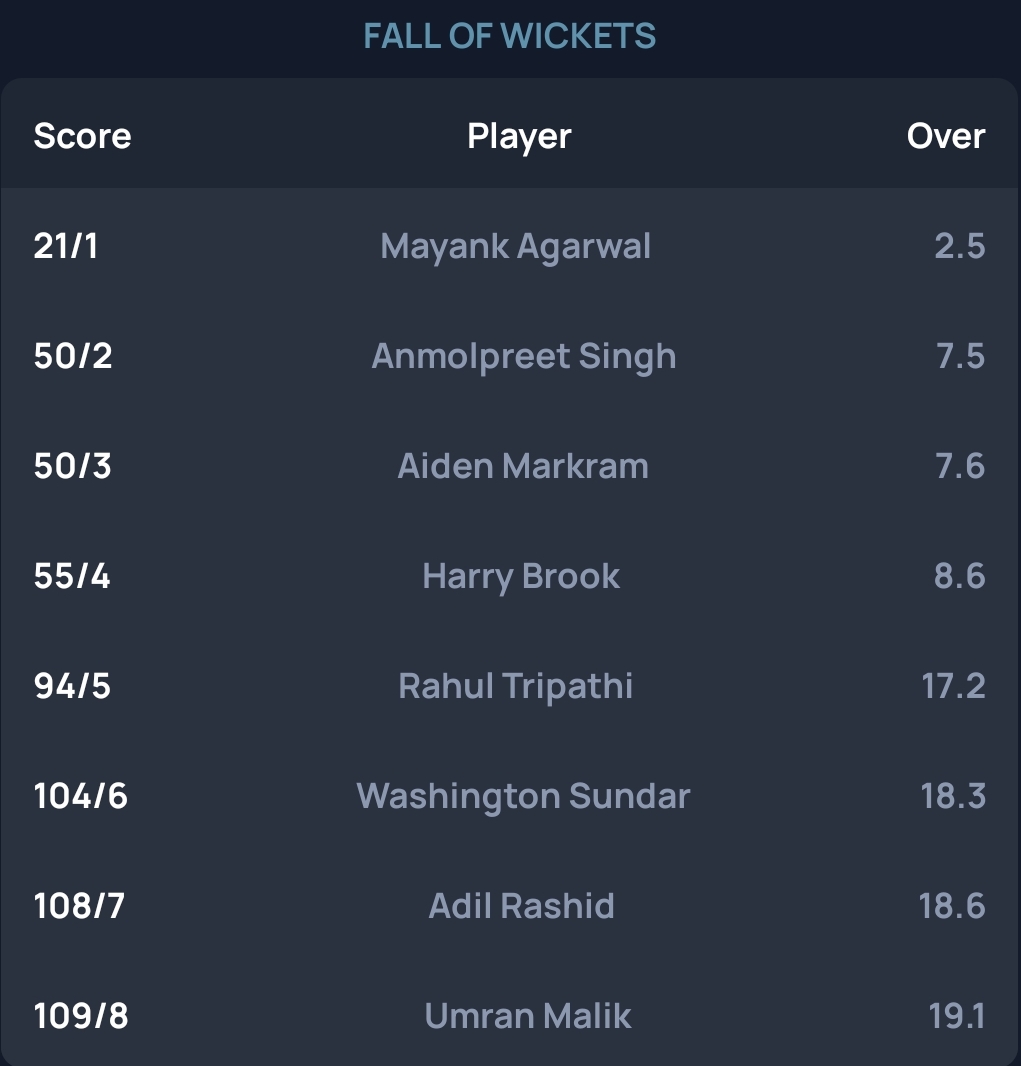 FALL OF WICKETS
Score Player Over
21/1 Mayank Agarwal 2.5
50/2 Anmolpreet Singh 7.5
50/3 Aiden Markram 7.6
55/4 Harry Brook 8.6
94/5 Rahul Tripathi 17.2
104/6 Washington Sundar 18.3
108/7 Adil Rashid 18.6
109/8 Umran Malik 19.1